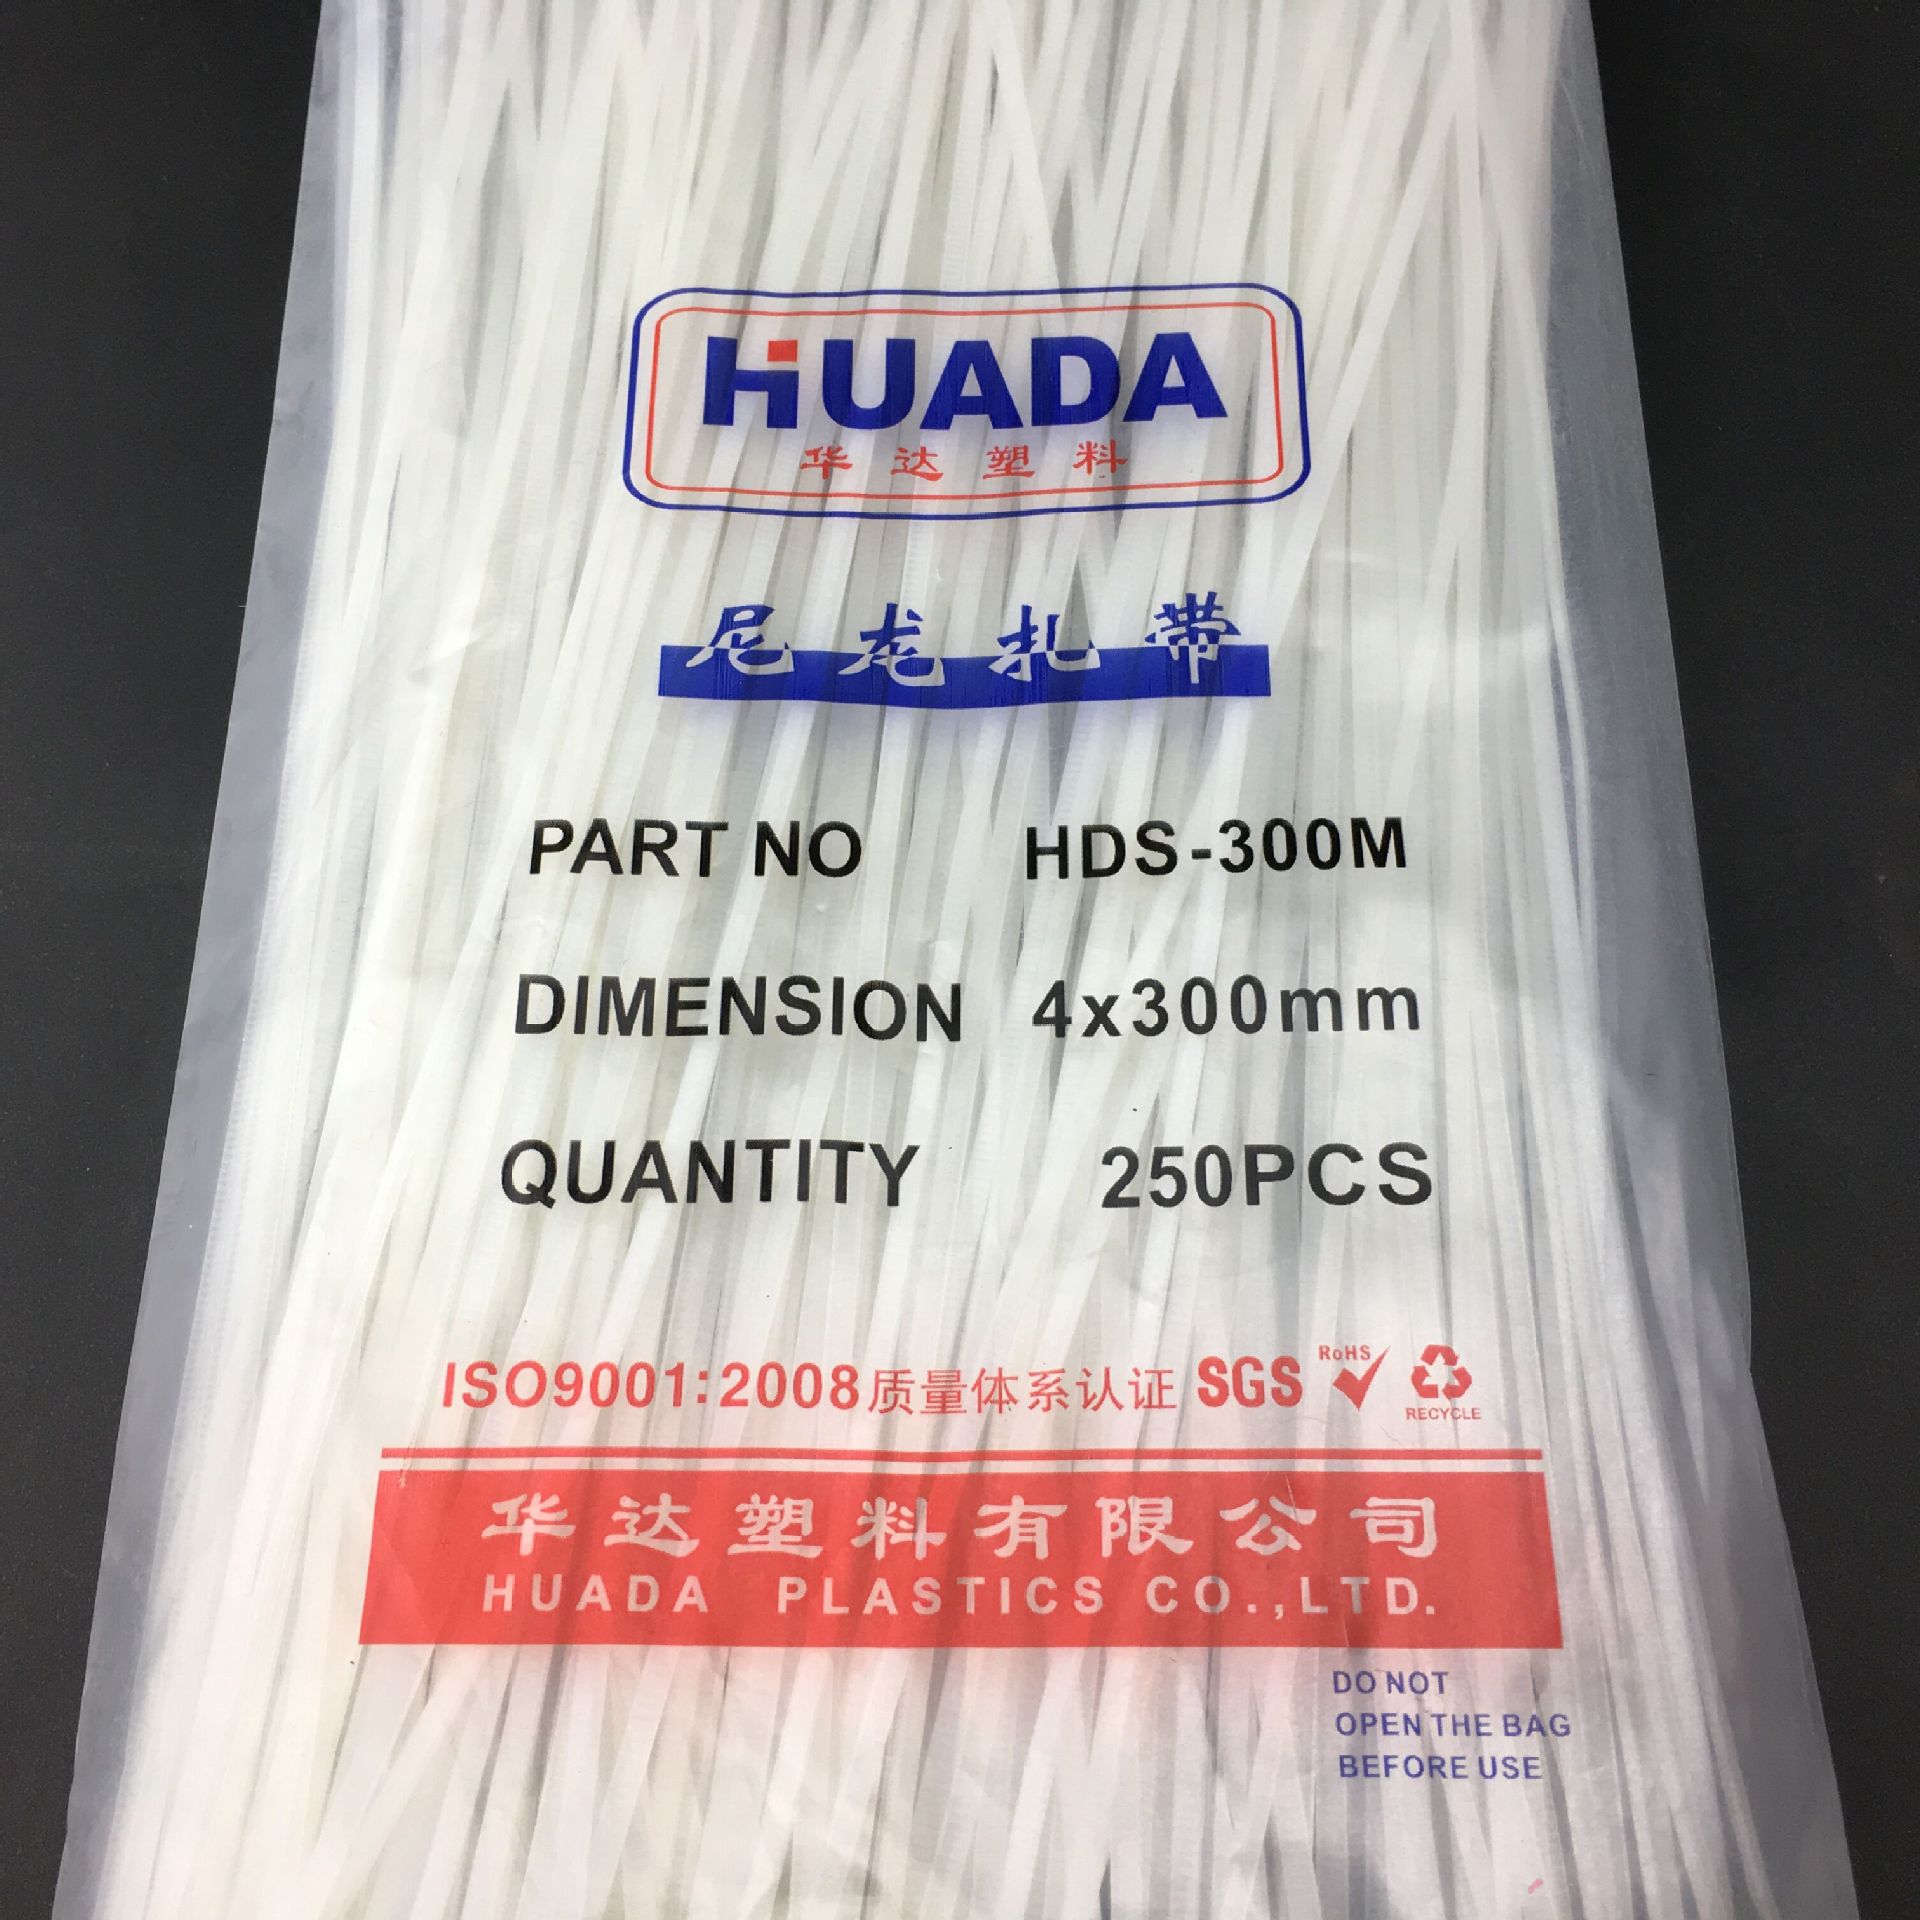 HUADA
华达塑料
尼龙扎带
PART NO HDS-300M
DIMENSION 4x300mm
QUANTITY 250PCS
ISO9001:2008质量体系认证 SGS RoHS
RECYCLE
华达塑料有限公司
HUADA PLASTICS CO.,LTD.
DO NOT
OPEN THE BAG
BEFORE USE